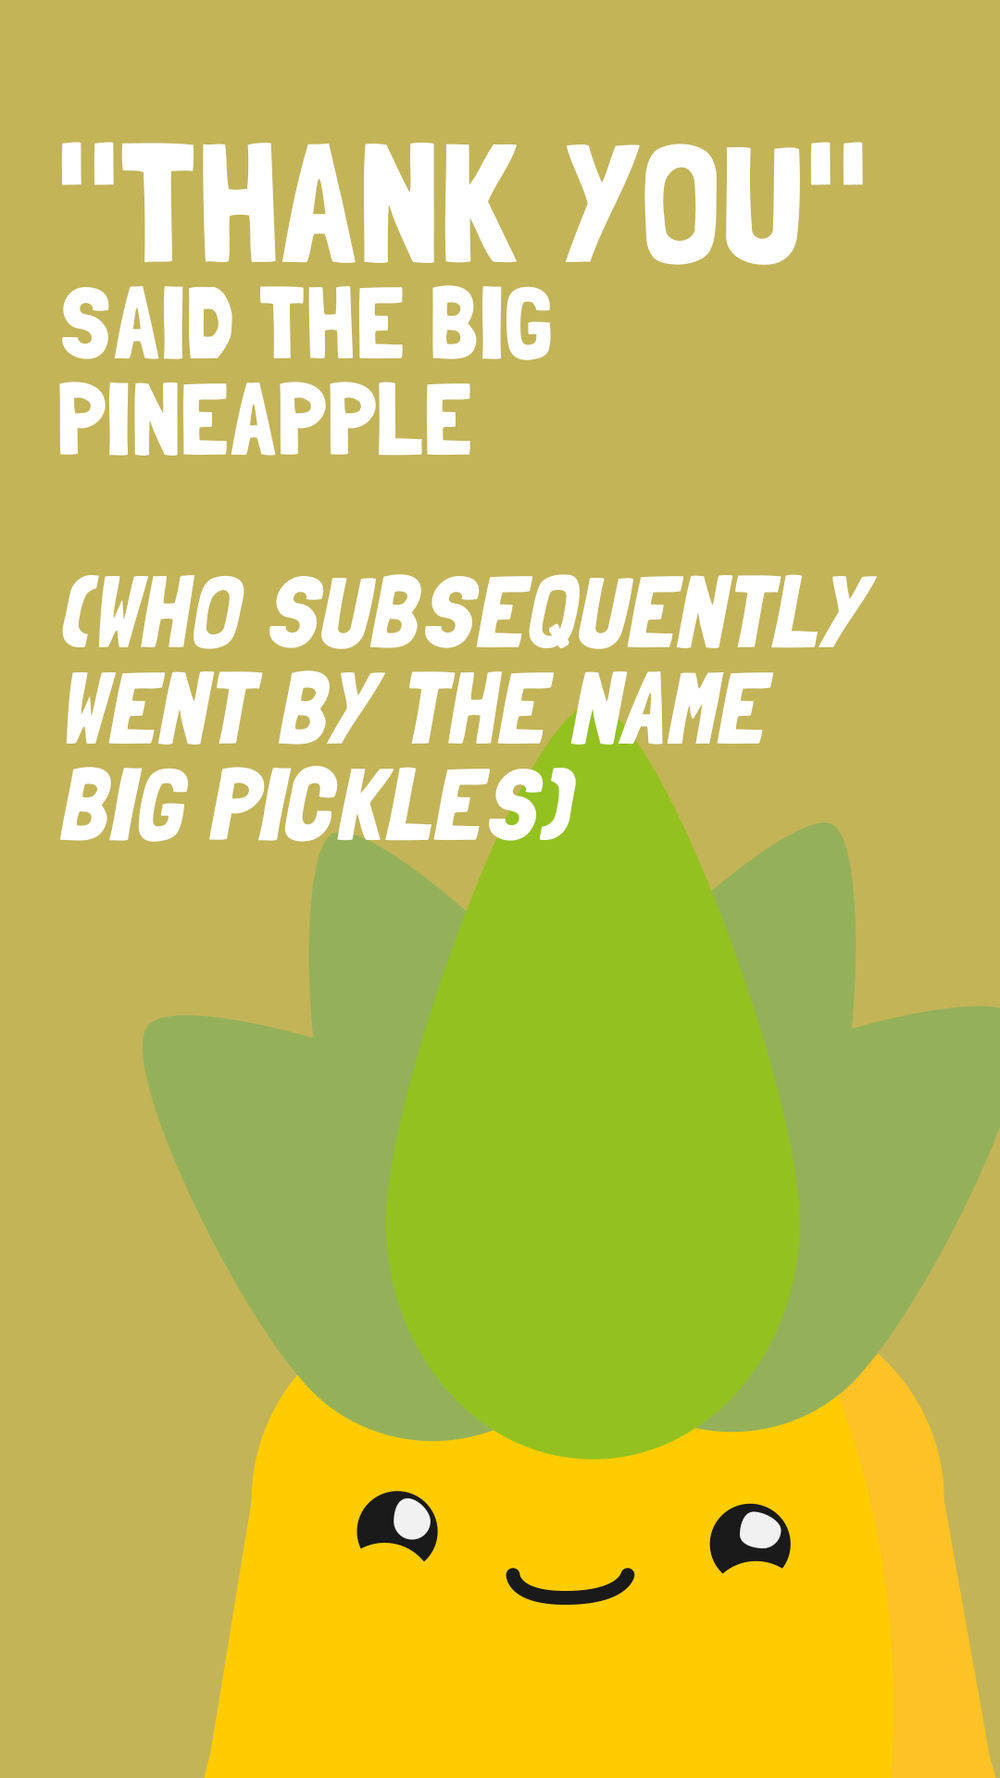 "THANK YOU"
SAID THE BIG
PINEAPPLE
(WHO SUBSEQUENTLY
WENT BY THE NAME
BIG PICKLES)